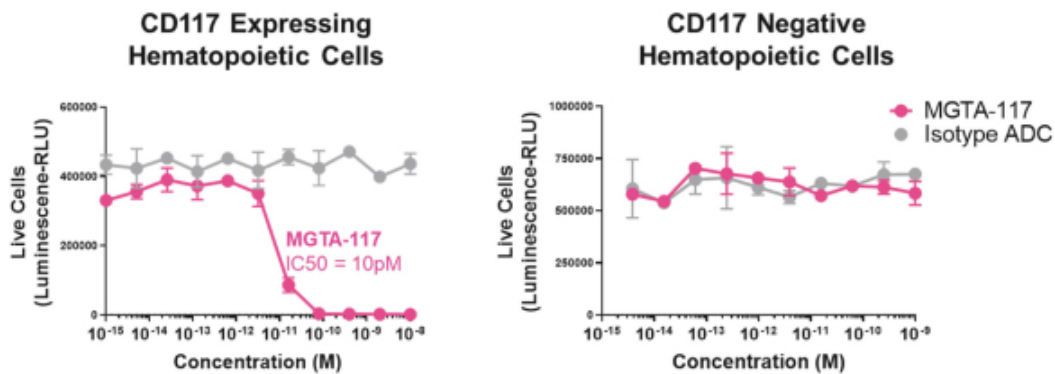 CD117 Expressing
Hematopoietic Cells
Live Cells
(Luminescene-RLU)
600000
400000
200000
0
MGTA-117
IC50 = 10pM
10-15 10-14 10-13 10-12 10-11 10-10 10-9 10-8
Concentration (M)
CD117 Negative
Hematopoietic Cells
Live Cells
(Luminescence-RLU)
1000000
750000
500000
250000
0
MGTA-117
Isotype ADC
10-15 10-14 10-13 10-12 10-11 10-10 10-9
Concentration (M)